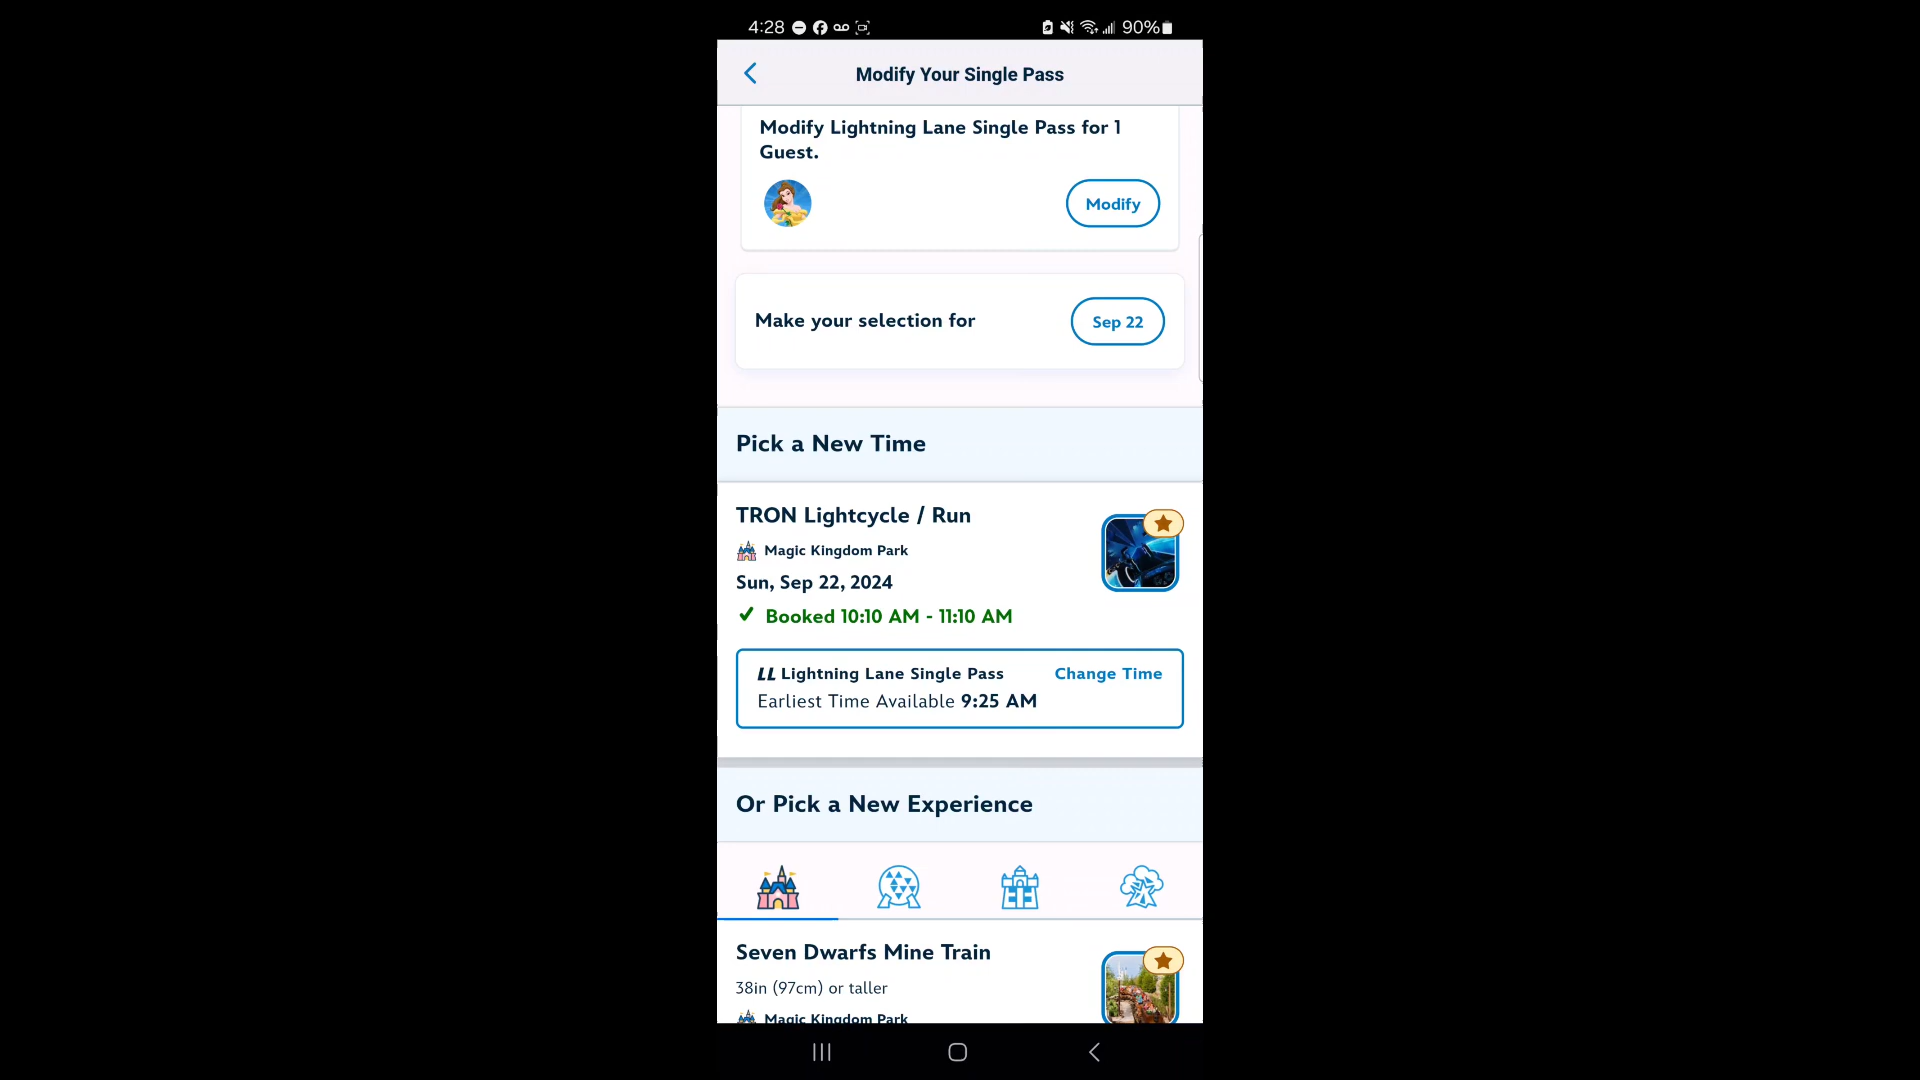 4:28
90%
Modify Your Single Pass
Modify Lightning Lane Single Pass for 1
Guest.
Modify
Make your selection for
Sep 22
Pick a New Time
TRON Lightcycle / Run
Magic Kingdom Park
Sun, Sep 22, 2024
Booked 10:10 AM - 11:10 AM
LL Lightning Lane Single Pass
Change Time
Earliest Time Available 9:25 AM
Or Pick a New Experience
Seven Dwarfs Mine Train
38in (97cm) or taller
Magic Kingdom Park